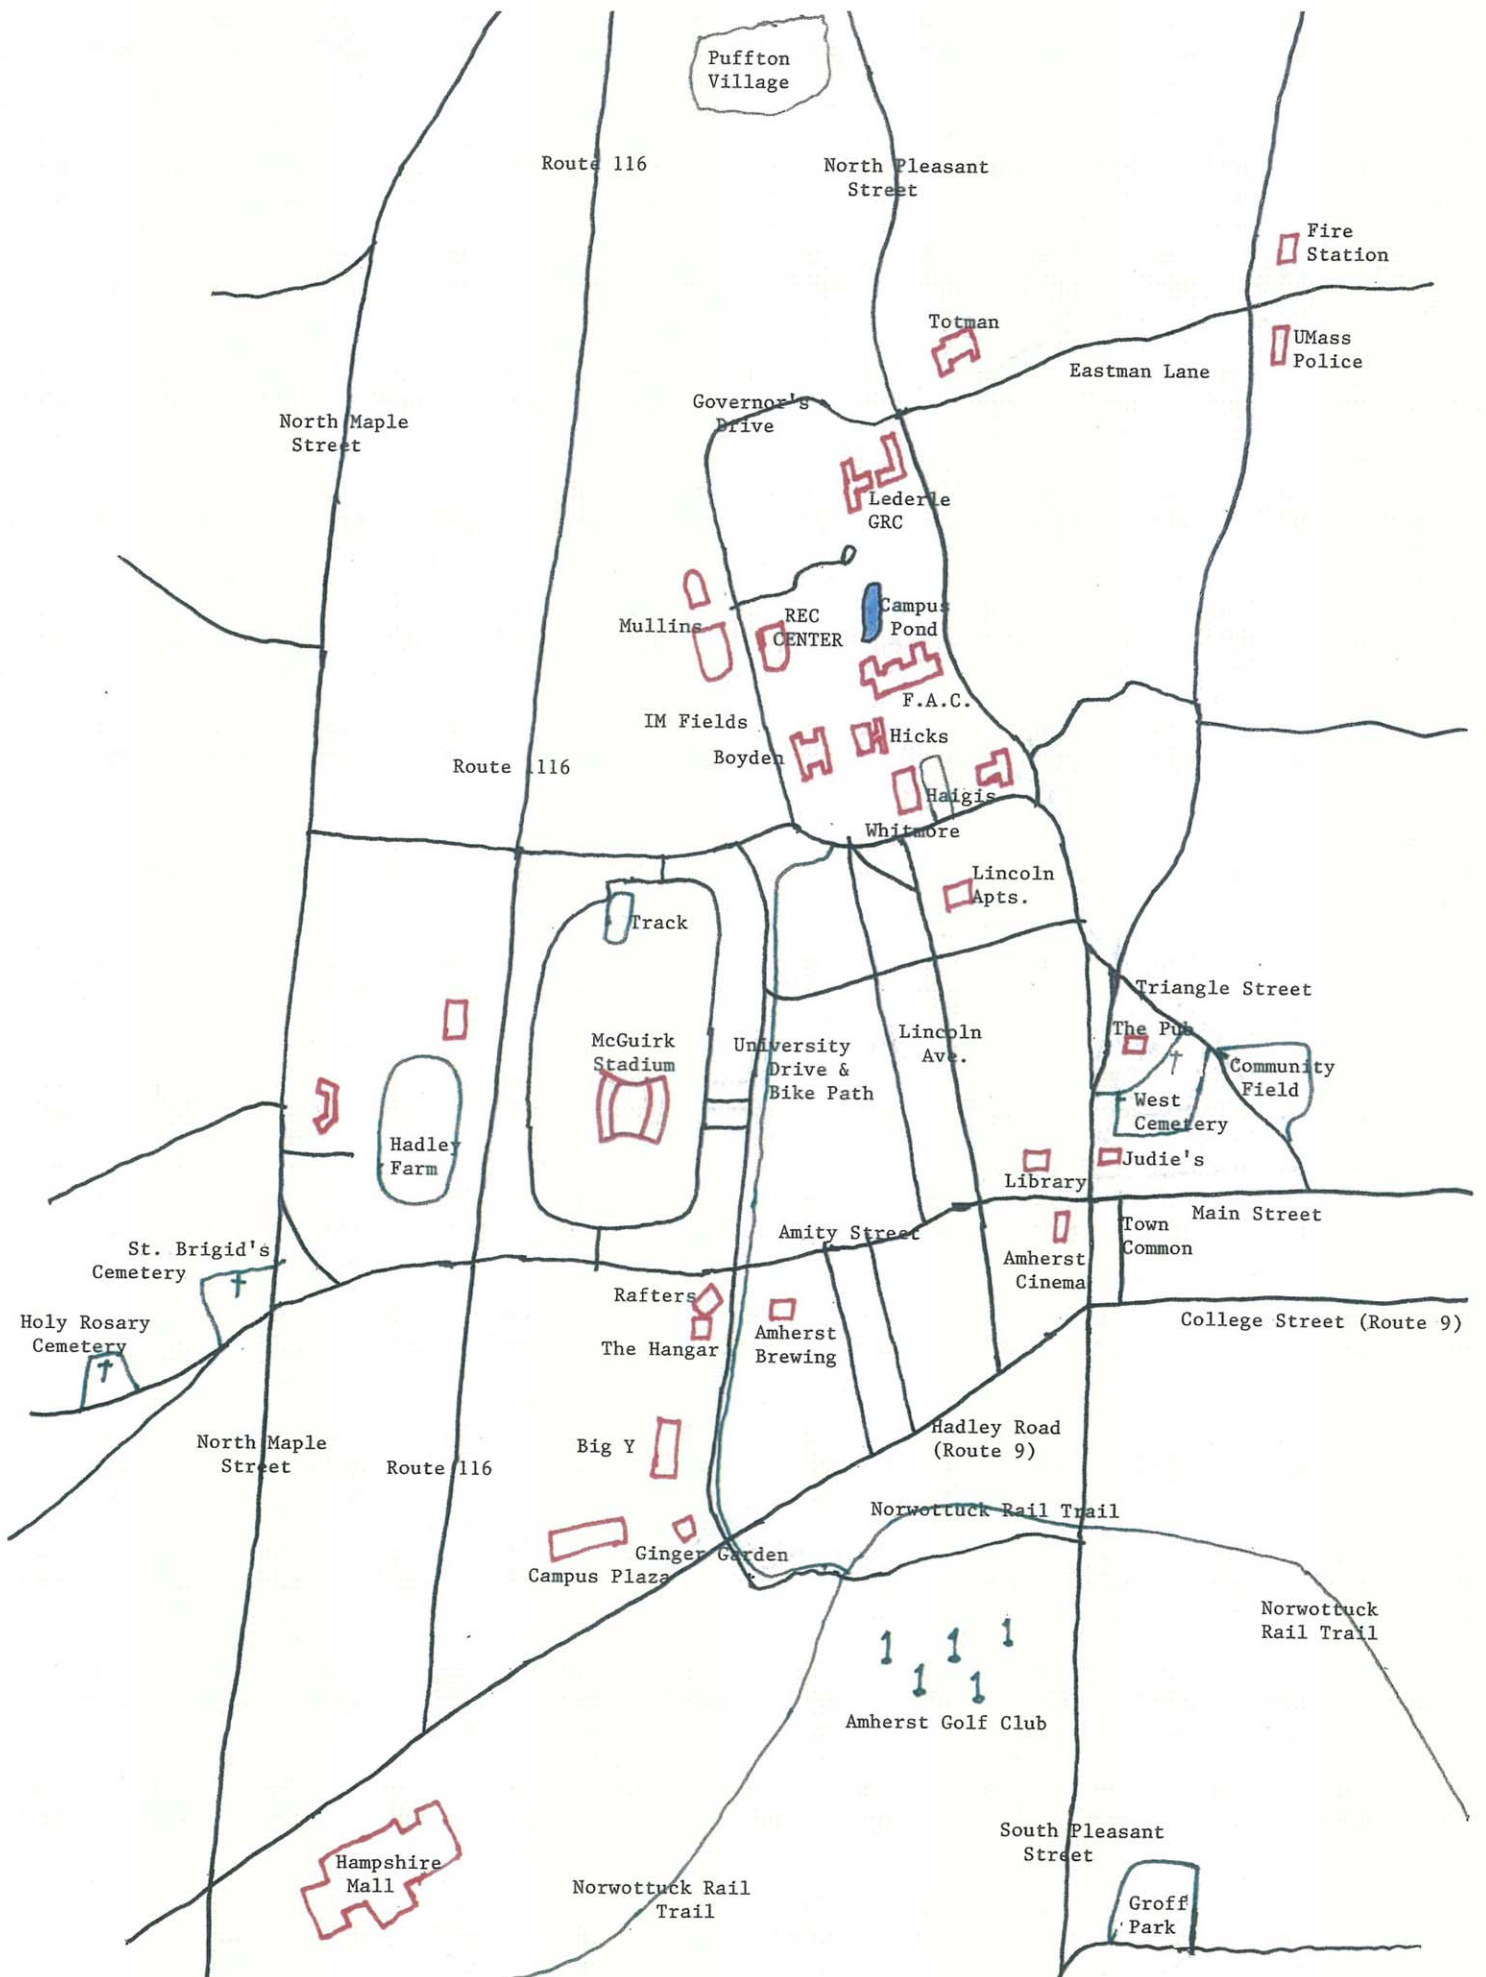 Puffton
Village
Route 116
North Pleasant
Street
Fire
Station
Totman
UMass
Police
Eastman Lane
Governor's
Drive
North Maple
Street
Lederle
GRC
Mullins
REC
CENTER
Campus
Pond
F.A.C.
IM Fields
Boyden
Hicks
Route 116
Haigis
Whitmore
Lincoln
Apts.
Track
Triangle Street
McGuirk
Stadium
University
Drive &
Bike Path
Lincoln
Ave.
The Pub
Community
Field
West
Cemetery
Hadley
Farm
Judie's
Library
Main Street
Amity Street
Town
Common
St. Brigid's
Cemetery
Amherst
Cinema
Rafters
Holy Rosary
Cemetery
The Hangar
Amherst
Brewing
College Street (Route 9)
North Maple
Street
Route 116
Big Y
Hadley Road
(Route 9)
Norwottuck Rail Trail
Ginger Garden
Campus Plaza
Norwottuck
Rail Trail
Amherst Golf Club
South Pleasant
Street
Hampshire
Mall
Norwottuck Rail
Trail
Groff
Park